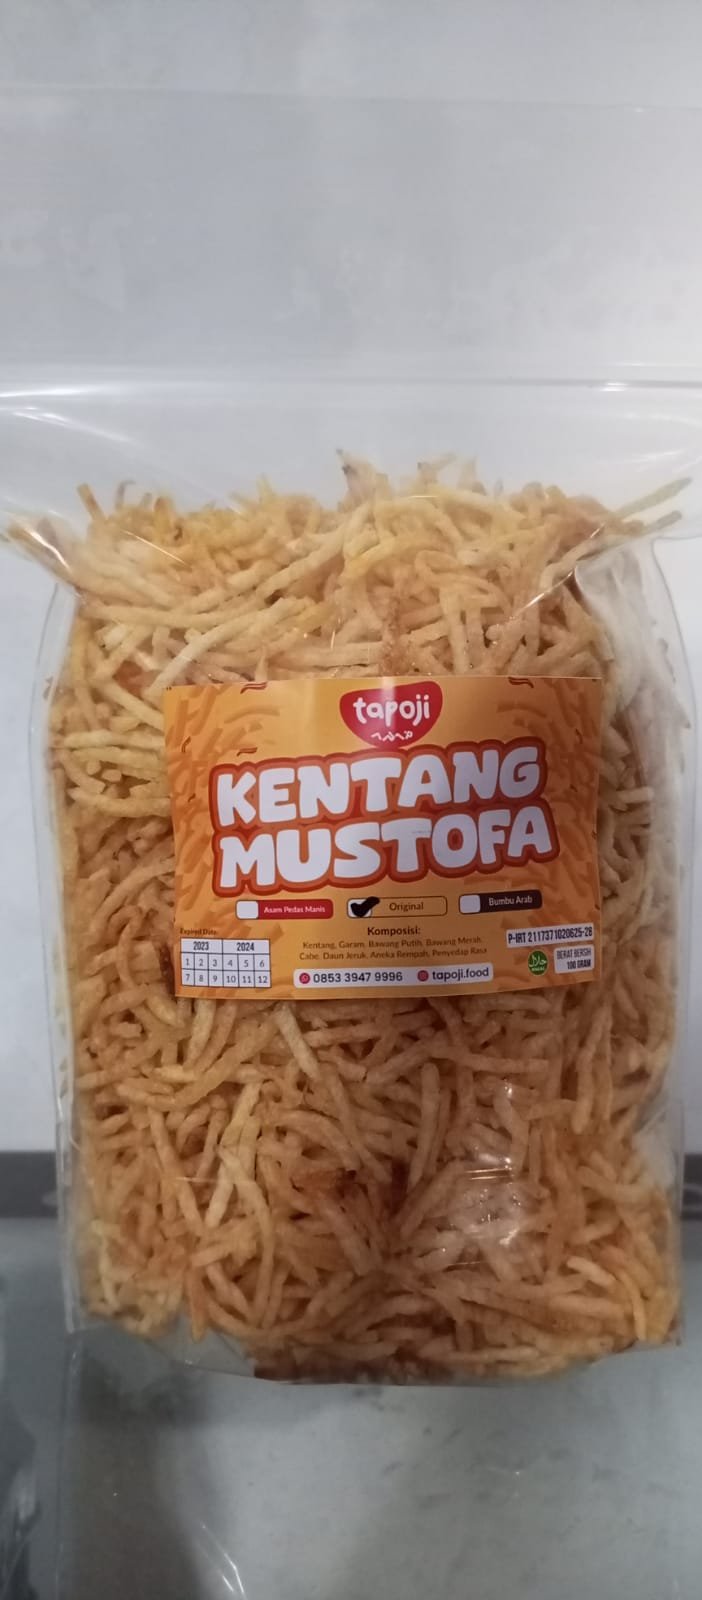 tapoji
KENTANG
MUSTOFA
Asam Pedas Manis
Original
Bumbu Arab
Expired Date:
2023 2024
1 2 3 4 5 6
7 8 9 10 11 12
Komposisi:
Kentang, Garam, Bawang Putih, Bawang Merah,
Cabe, Daun Jeruk, Aneka Rempah, Penyedap Rasa
0853 3947 9996 tapoji.food
P-IRT 2117371020625-28
حلال
HALAL
BERAT BERSIH
100 GRAM